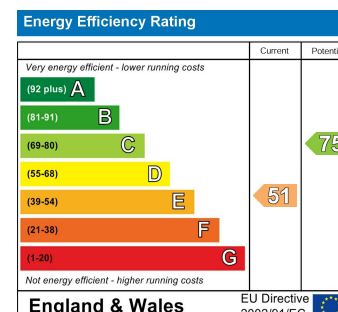 Energy Efficiency Rating
Current
Very energy efficient - lower running costs
(92 plus) A
(81-91) B
(69-80) C
75
(55-68) D
(39-54) E
51
(21-38) F
(1-20) G
Not energy efficient - higher running costs
England & Wales
EU Directive